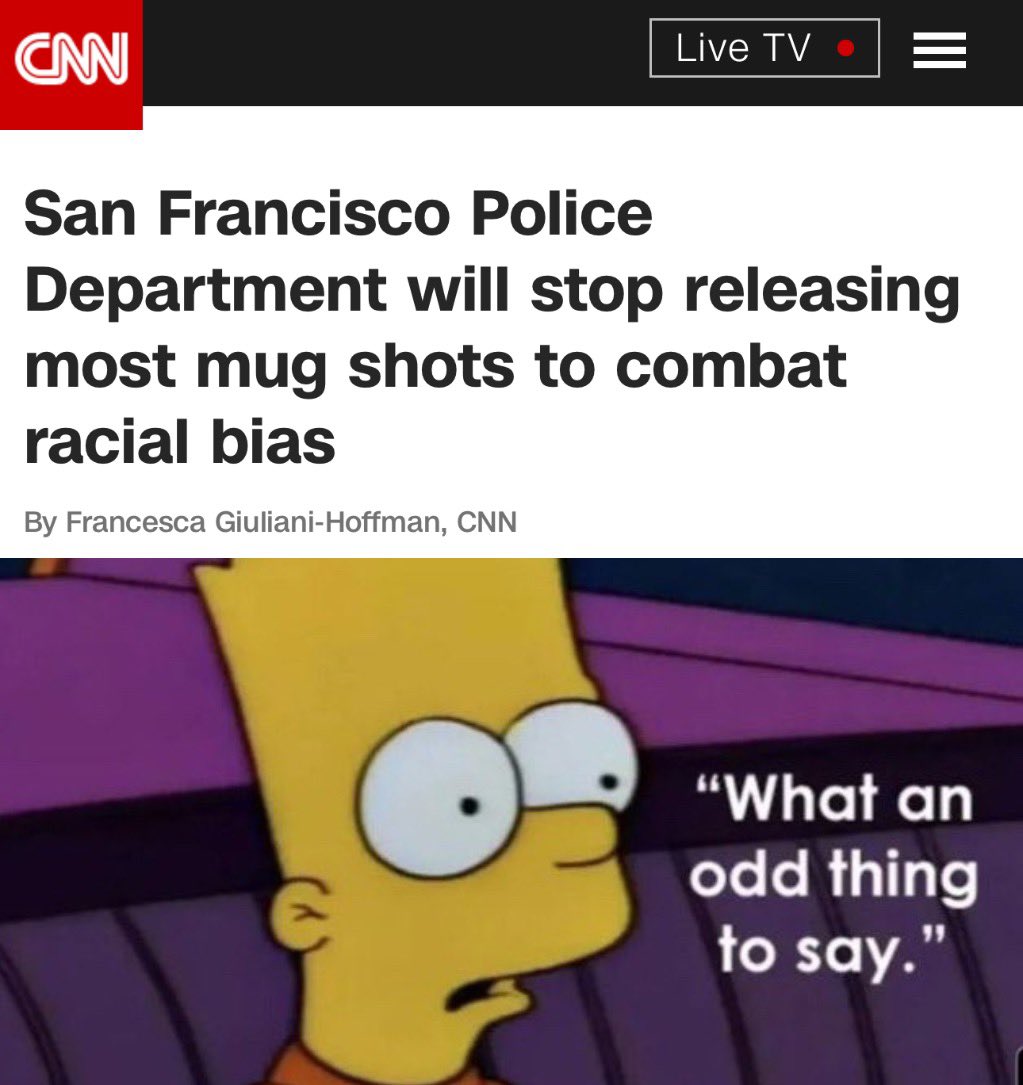 CNN
Live TV
San Francisco Police
Department will stop releasing
most mug shots to combat
racial bias
By Francesca Giuliani-Hoffman, CNN
“What an
odd thing
to say.”